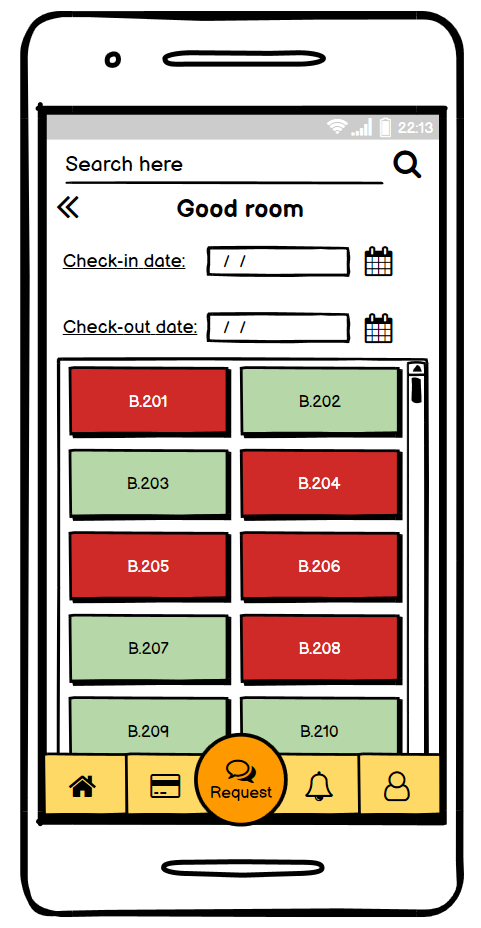 22:13
Search here
Good room
Check-in date: / /
Check-out date: / /
B.201 B.202
B.203 B.204
B.205 B.206
B.207 B.208
B.209 B.210
Request